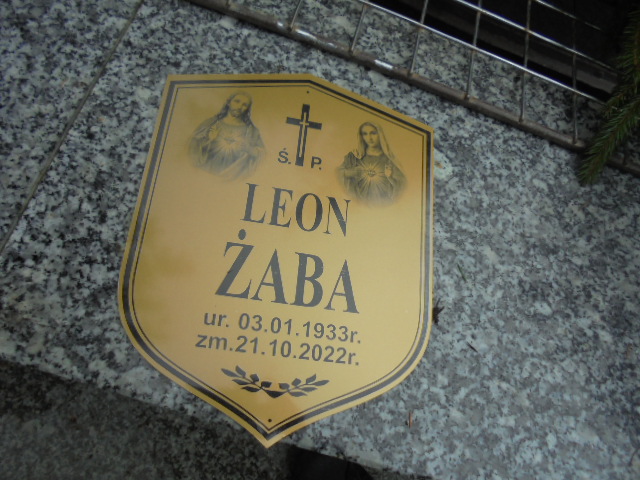 Ś. P.
LEON
ŻABA
ur. 03.01.1933r.
zm.21.10.2022r.